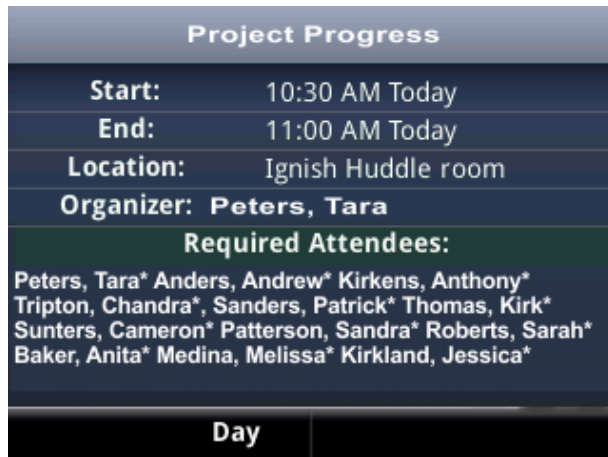 Project Progress
Start: 10:30 AM Today
End: 11:00 AM Today
Location: Ignish Huddle room
Organizer: Peters, Tara
Required Attendees:
Peters, Tara* Anders, Andrew* Kirkens, Anthony*
Tripton, Chandra*, Sanders, Patrick* Thomas, Kirk*
Sunters, Cameron* Patterson, Sandra* Roberts, Sarah*
Baker, Anita* Medina, Melissa* Kirkland, Jessica*
Day